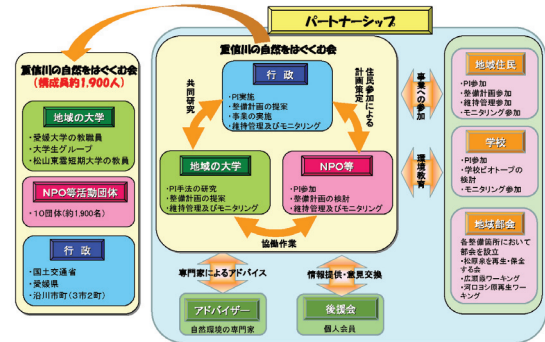 パートナーシップ
重信川の自然をはぐくむ会
(構成員約1,900人)
地域の大学
・愛媛大学の教職員
・大学生グループ
・松山東雲短期大学の教員
NPO等活動団体
・10団体(約1,900名)
行政
・国土交通省
・愛媛県
・沿川市町(3市2町)
重信川の自然をはぐくむ会
行政
・PI実施
・整備計画の提案
・事業の実施
・維持管理及びモニタリング
共同研究
住民参加による
計画策定
地域の大学
・PI手法の研究
・整備計画の提案
・維持管理及びモニタリング
NPO等
・PI参加
・整備計画の検討
・維持管理及びモニタリング
協働作業
専門家によるアドバイス
情報提供・意見交換
アドバイザー
自然環境の専門家
後援会
個人会員
事業への参加
環境教育
地域住民
・PI参加
・整備計画参加
・維持管理参加
・モニタリング参加
学校
・PI参加
・学校ビオトープの
検討
・モニタリング参加
地域部会
各整備箇所において
部会を設立
・松原泉を再生・保全
する会
・広瀬霞ワーキング
・河口ヨシ原再生ワー
キング